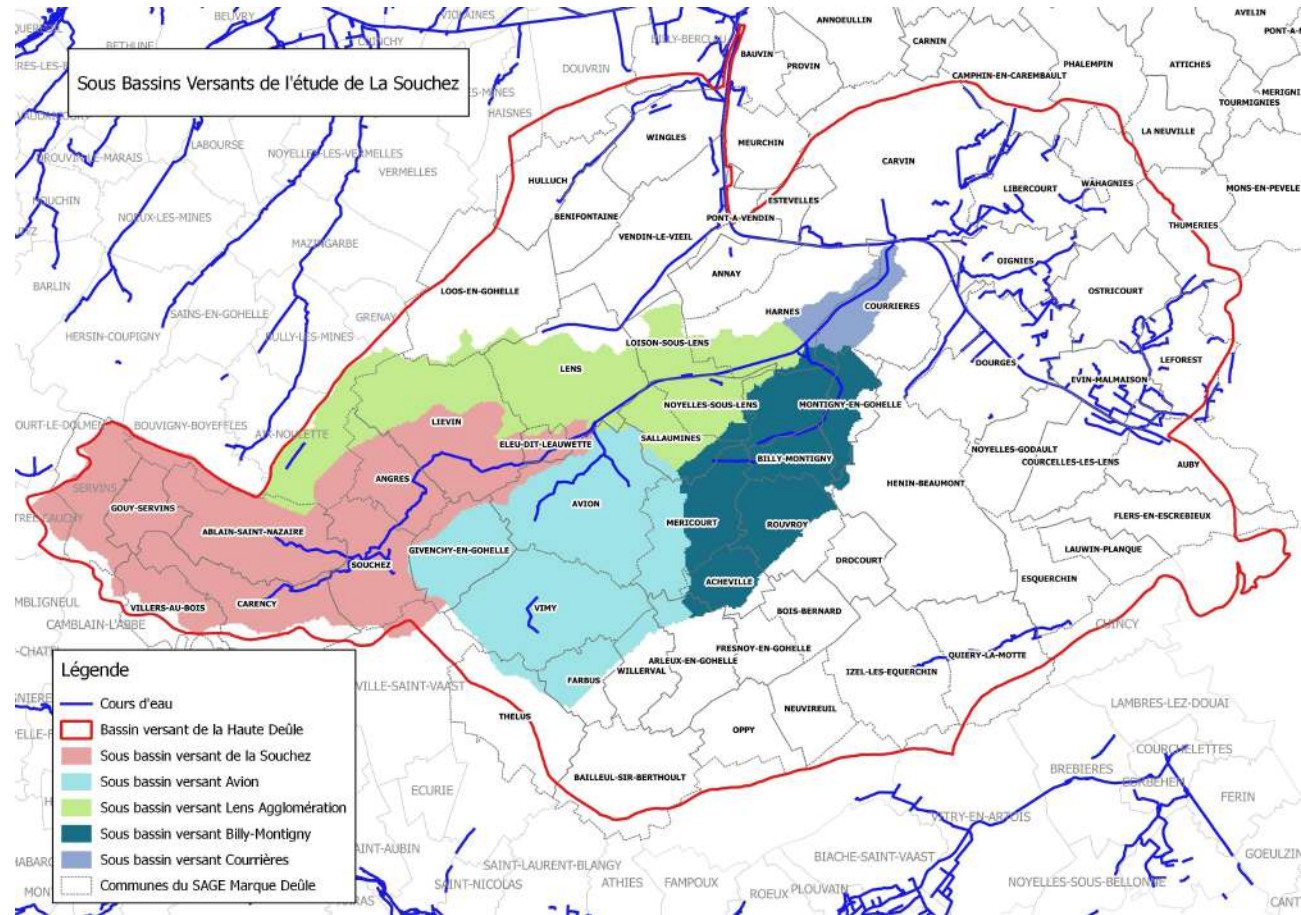 BEUVRY
VIOLAINES
ANNOEULLIN
AVELIN
BETHUNE
CARNIN
BILLY-BERCLAU
BAUVIN
PROVIN
PHALEMPIN
ATTICHES
DOUVRIN
CAMPHIN-EN-CAREMBAULT
Sous Bassins Versants de l'étude de La Souchez
TOURMIGNIES
HAISNES
LABOURSE
WINGLES
MEURCHIN
LA NEUVILLE
NOYELLES-LES-VERMELLES
VERMELLES
CARVIN
HULLUCH
LIBERCOURT
WAHAGNIES
MONS-EN-PEVELE
NOEUX-LES-MINES
ESTEVELLES
BENIFONTAINE
PONT-A-VENDIN
THUMERIES
MAZINGARBE
VENDIN-LE-VIEIL
OIGNIES
BARLIN
ANNAY
LOOS-EN-GOHELLE
OSTRICOURT
SAINS-EN-GOHELLE
GRENAY
HARNES
COURRIERES
HERSIN-COUPIGNY
BULLY-LES-MINES
LOISON-SOUS-LENS
LEFOREST
DOURGES
LENS
EVIN-MALMAISON
NOYELLES-SOUS-LENS
MONTIGNY-EN-GOHELLE
BOUVIGNY-BOYEFFLES
LIEVIN
AIX-NOULETTE
ELEU-DIT-LEAUWETTE
SALLAUMINES
NOYELLES-GODAULT
BILLY-MONTIGNY
COURCELLES-LES-LENS
AUBY
ANGRES
SERVINS
HENIN-BEAUMONT
GOUY-SERVINS
AVION
FLERS-EN-ESCREBIEUX
MERICOURT
ROUVROY
ABLAIN-SAINT-NAZAIRE
GIVENCHY-EN-GOHELLE
LAUWIN-PLANQUE
DROCOURT
SOUCHEZ
ESQUERCHIN
ACHEVILLE
CARENCY
VILLERS-AU-BOIS
VIMY
BOIS-BERNARD
CAMBLAIN-L'ABBE
CUINCY
FRESNOY-EN-GOHELLE
QUIERY-LA-MOTTE
ARLEUX-EN-GOHELLE
WILLERVAL
IZEL-LES-EQUERCHIN
FARBUS
VILLE-SAINT-VAAST
LAMBRES-LEZ-DOUAI
NEUVIREUIL
THELUS
OPPY
COURCHELETTES
BREBIERES
BAILLEUL-SIR-BERTHOULT
CORBEHEM
ECURIE
FERIN
VITRY-EN-ARTOIS
BIACHE-SAINT-VAAST
SAINT-LAURENT-BLANGY
SAINT-NICOLAS
ATHIES
FAMPOUX
ROEUX
PLOUVAIN
NOYELLES-SOUS-BELLONNE
Légende
Cours d'eau
Bassin versant de la Haute Deûle
Sous bassin versant de la Souchez
Sous bassin versant Avion
Sous bassin versant Lens Agglomération
Sous bassin versant Billy-Montigny
Sous bassin versant Courrières
Communes du SAGE Marque Deûle